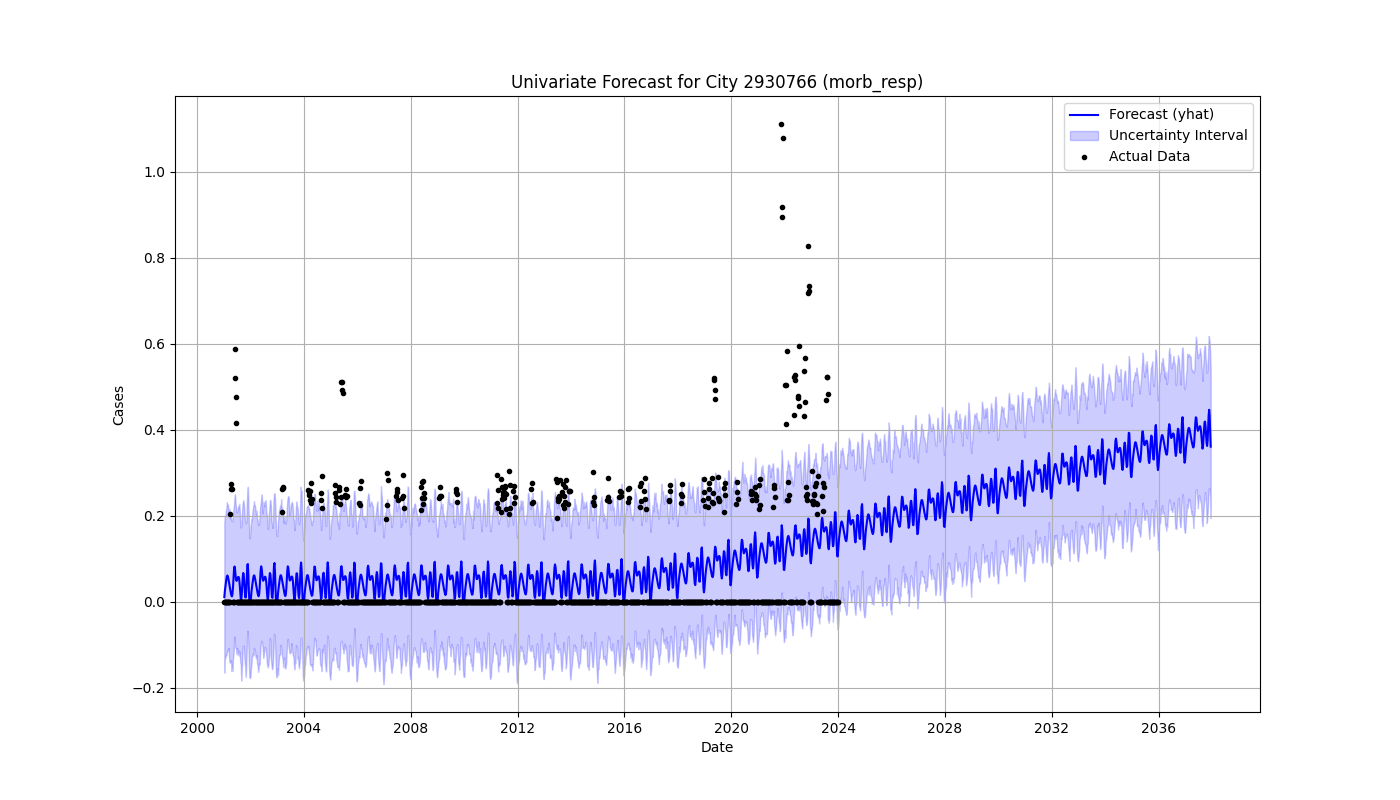 Univariate Forecast for City 2930766 (morb_resp)
Forecast (yhat)
Uncertainty Interval
Actual Data
Cases
1.0
0.8
0.6
0.4
0.2
0.0
−0.2
2000 2004 2008 2012 2016 2020 2024 2028 2032 2036
Date